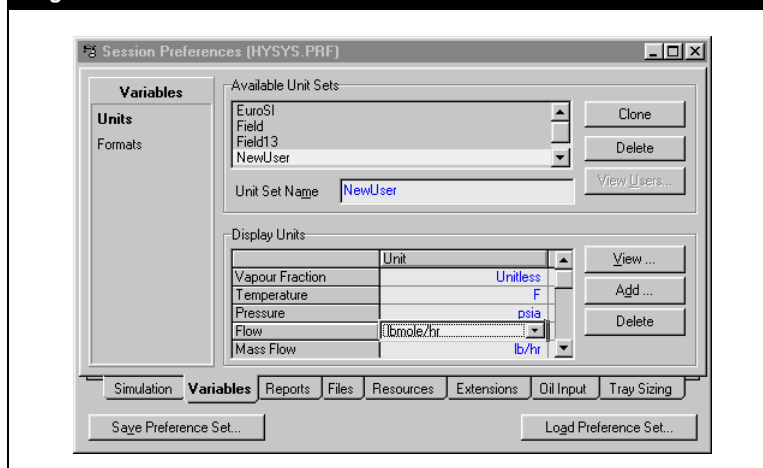 Session Preferences (HYSYS.PRF)
Variables
Units
Formats
Available Unit Sets
EuroSI
Field
Field13
NewUser
Unit Set Name NewUser
Clone
Delete
View Users...
Display Units
Unit
Vapour Fraction Unitless
Temperature F
Pressure psia
Flow lbmole/hr
Mass Flow lb/hr
View ...
Add ...
Delete
Simulation Variables Reports Files Resources Extensions Oil Input Tray Sizing
Save Preference Set... Load Preference Set...